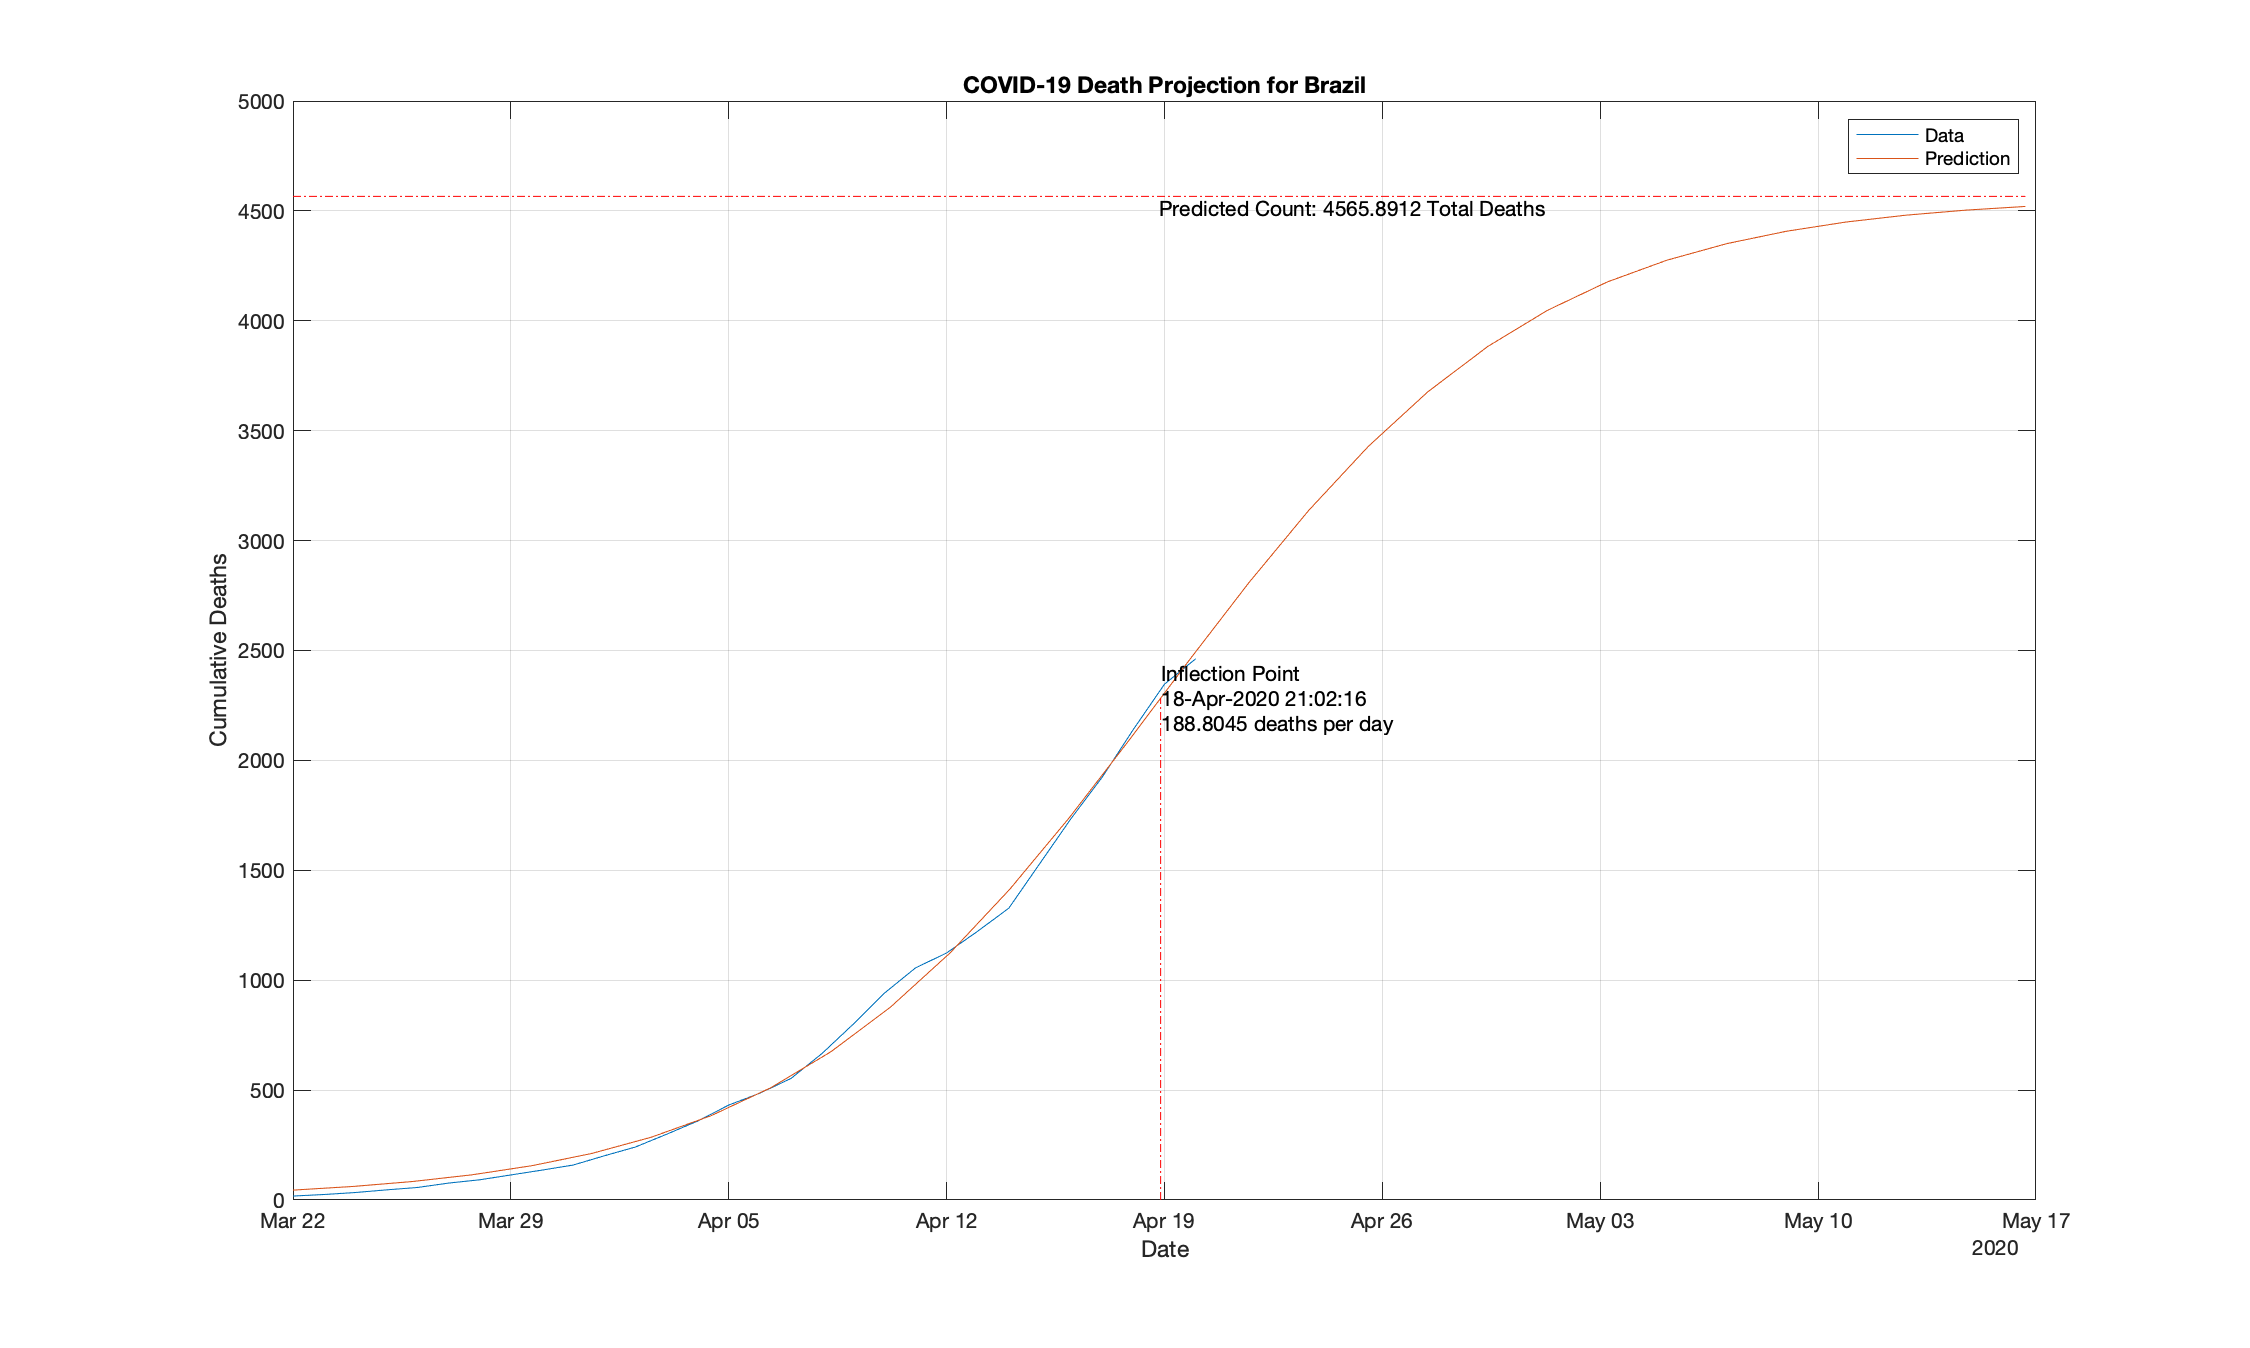 COVID-19 Death Projection for Brazil
5000
4500
4000
3500
3000
2500
2000
1500
1000
500
0
Cumulative Deaths
Data
Prediction
Predicted Count: 4565.8912 Total Deaths
Inflection Point
18-Apr-2020 21:02:16
188.8045 deaths per day
Mar 22
Mar 29
Apr 05
Apr 12
Apr 19
Apr 26
May 03
May 10
May 17
Date
2020